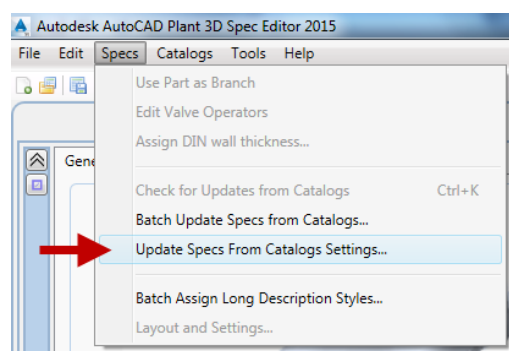 Autodesk AutoCAD Plant 3D Spec Editor 2015
File Edit Specs Catalogs Tools Help
Use Part as Branch
Edit Valve Operators
Assign DIN wall thickness...
Gene
Check for Updates from Catalogs Ctrl+K
Batch Update Specs from Catalogs...
Update Specs From Catalogs Settings...
Batch Assign Long Description Styles...
Layout and Settings...